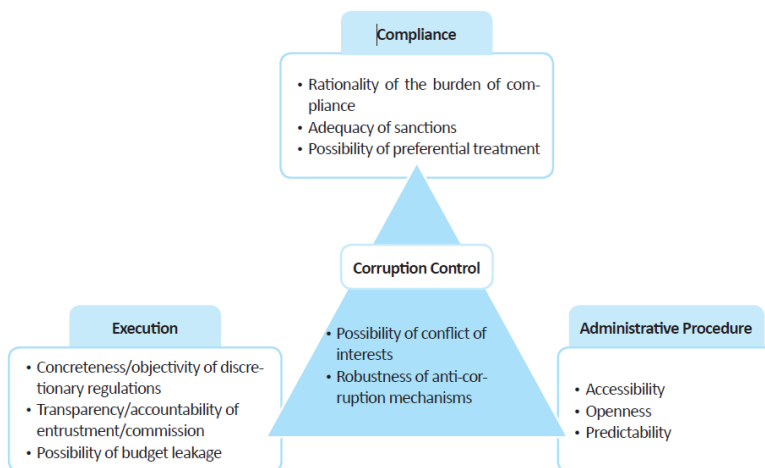 Compliance
• Rationality of the burden of com-
pliance
• Adequacy of sanctions
• Possibility of preferential treatment
Corruption Control
• Possibility of conflict of
interests
• Robustness of anti-cor-
ruption mechanisms
Execution
• Concreteness/objectivity of discre-
tionary regulations
• Transparency/accountability of
entrustment/commission
• Possibility of budget leakage
Administrative Procedure
• Accessibility
• Openness
• Predictability